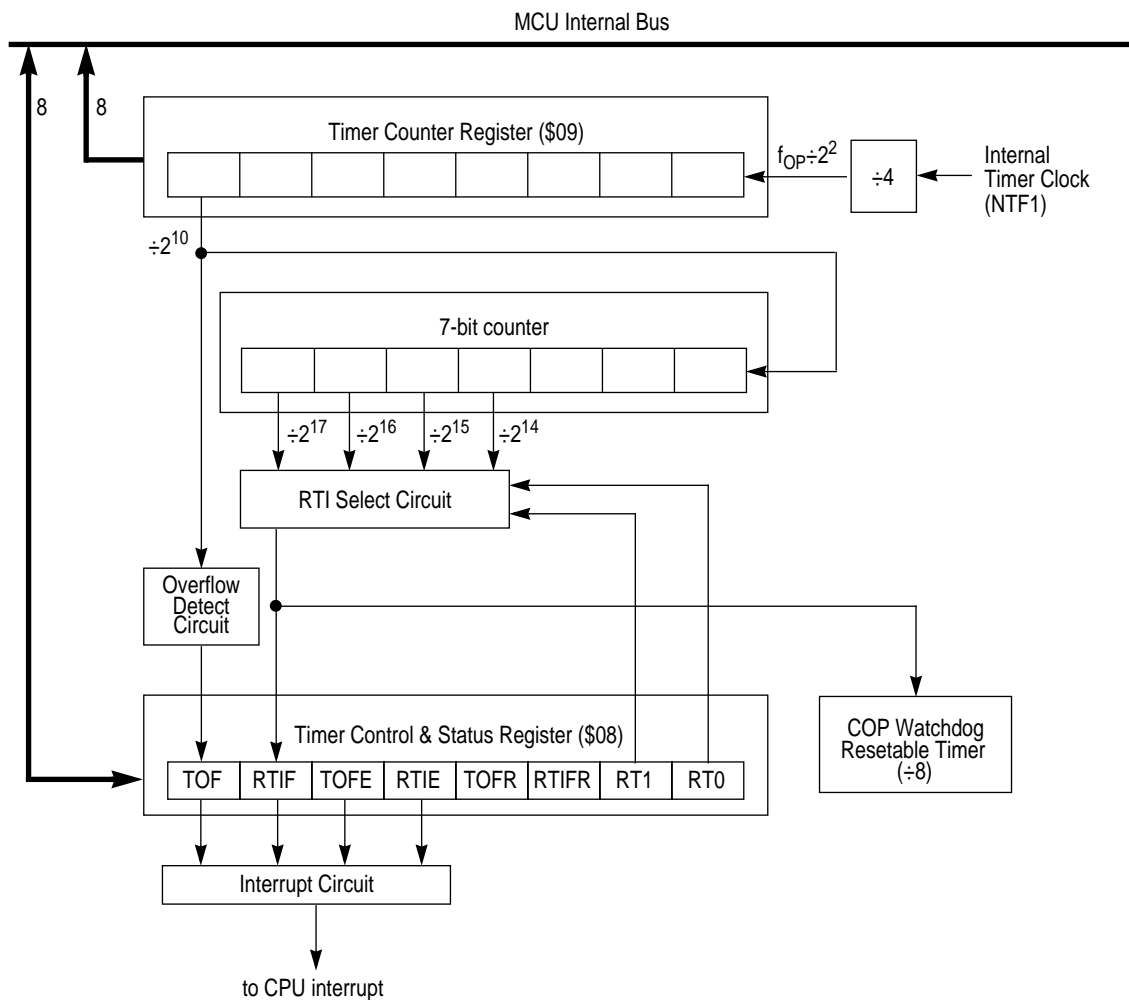 MCU Internal Bus
8
8
Timer Counter Register ($09)
fOP÷2²
÷4
Internal
Timer Clock
(NTF1)
÷2¹⁰
7-bit counter
÷2¹⁷
÷2¹⁶
÷2¹⁵
÷2¹⁴
RTI Select Circuit
Overflow
Detect
Circuit
Timer Control & Status Register ($08)
TOF RTIF TOFE RTIE TOFR RTIFR RT1 RT0
COP Watchdog
Resetable Timer
(÷8)
Interrupt Circuit
to CPU interrupt